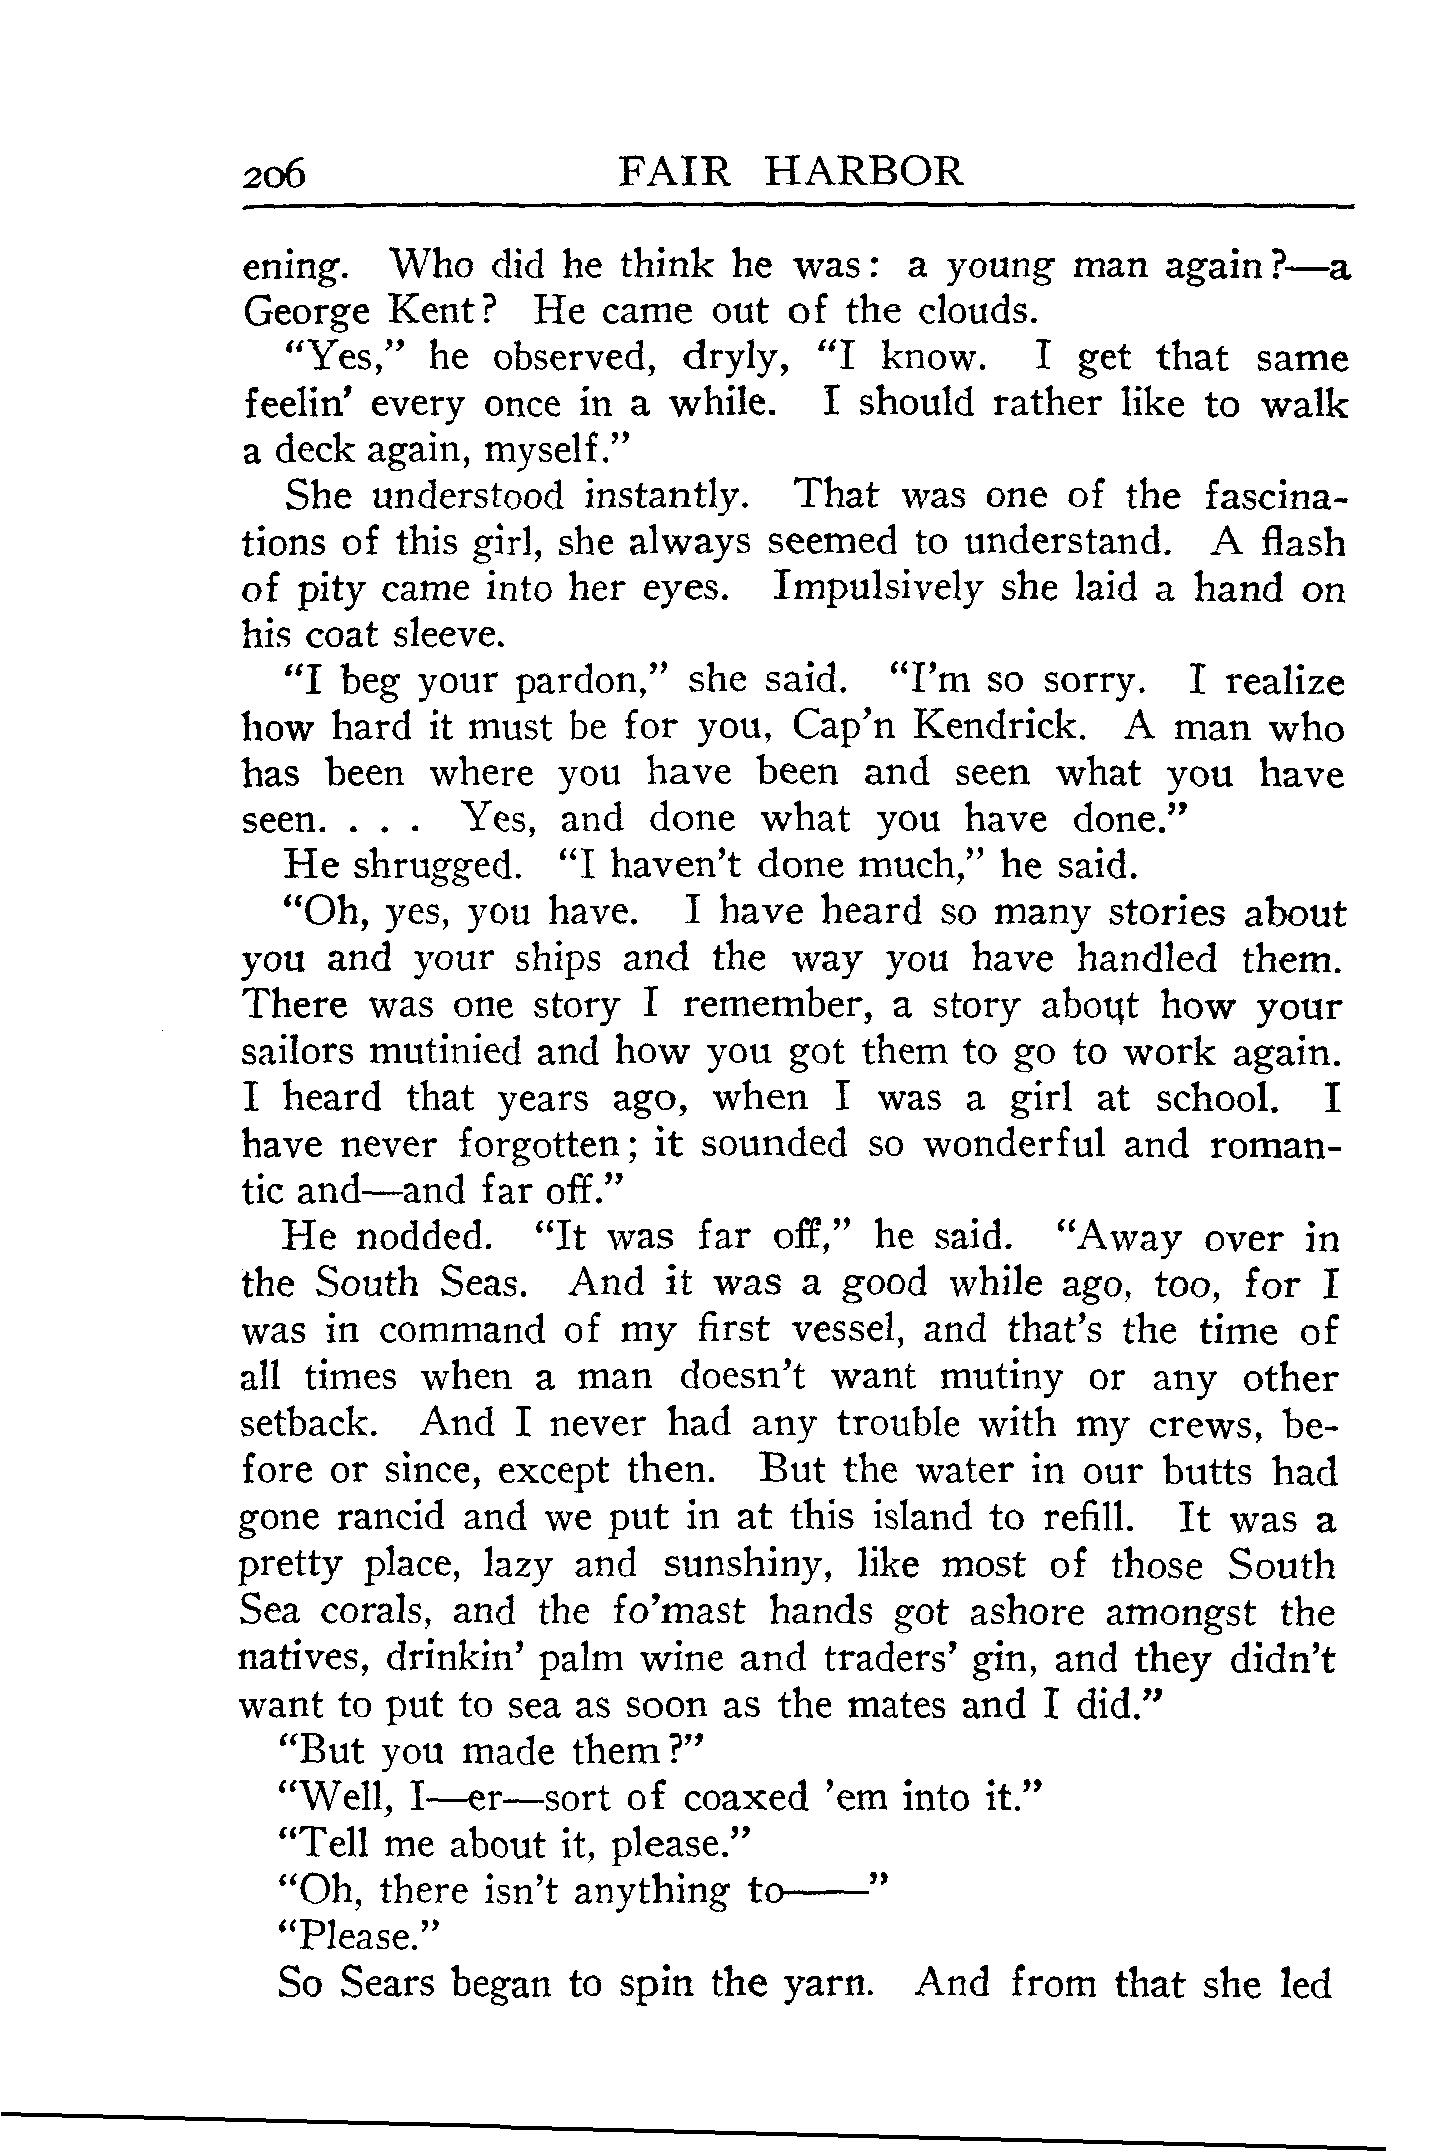 206 FAIR HARBOR
ening. Who did he think he was: a young man again?—a
George Kent? He came out of the clouds.
"Yes," he observed, dryly, "I know. I get that same
feelin' every once in a while. I should rather like to walk
a deck again, myself."
She understood instantly. That was one of the fascina-
tions of this girl, she always seemed to understand. A flash
of pity came into her eyes. Impulsively she laid a hand on
his coat sleeve.
"I beg your pardon," she said. "I'm so sorry. I realize
how hard it must be for you, Cap'n Kendrick. A man who
has been where you have been and seen what you have
seen. . . . Yes, and done what you have done."
He shrugged. "I haven't done much," he said.
"Oh, yes, you have. I have heard so many stories about
you and your ships and the way you have handled them.
There was one story I remember, a story about how your
sailors mutinied and how you got them to go to work again.
I heard that years ago, when I was a girl at school. I
have never forgotten; it sounded so wonderful and roman-
tic and—and far off."
He nodded. "It was far off," he said. "Away over in
the South Seas. And it was a good while ago, too, for I
was in command of my first vessel, and that's the time of
all times when a man doesn't want mutiny or any other
setback. And I never had any trouble with my crews, be-
fore or since, except then. But the water in our butts had
gone rancid and we put in at this island to refill. It was a
pretty place, lazy and sunshiny, like most of those South
Sea corals, and the fo'mast hands got ashore amongst the
natives, drinkin' palm wine and traders' gin, and they didn't
want to put to sea as soon as the mates and I did."
"But you made them?"
"Well, I—er—sort of coaxed 'em into it."
"Tell me about it, please."
"Oh, there isn't anything to——"
"Please."
So Sears began to spin the yarn. And from that she led